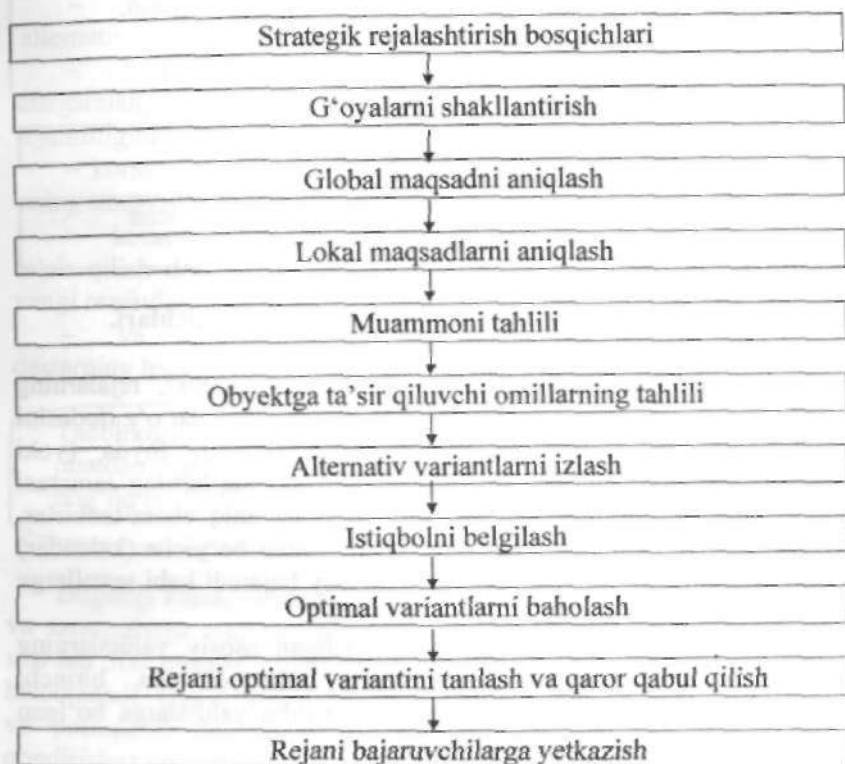 Strategik rejalashtirish bosqichlari
G‘oyalarni shakllantirish
Global maqsadni aniqlash
Lokal maqsadlarni aniqlash
Muammoni tahlili
Obyektga ta’sir qiluvchi omillarning tahlili
Alternativ variantlarni izlash
Istiqbolni belgilash
Optimal variantlarni baholash
Rejani optimal variantini tanlash va qaror qabul qilish
Rejani bajaruvchilarga yetkazish